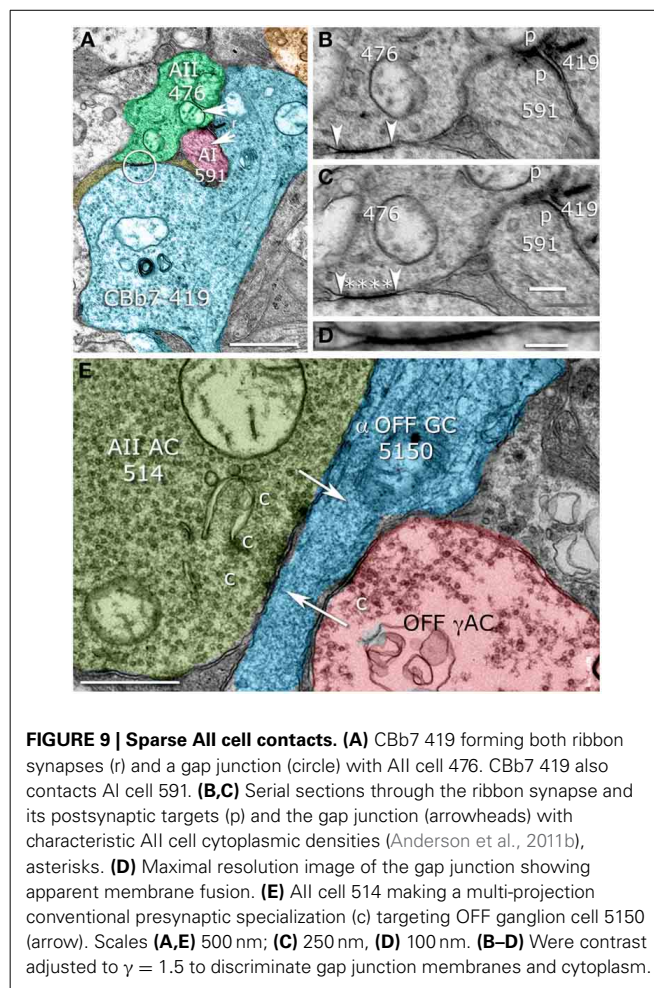 A
AII
476
r
AI
591
CBb7 419
B
476
p
419
p
591
C
p
476
p
419
591
****
D
E
AII AC
514
c
c
c
α OFF GC
5150
c
OFF γAC
FIGURE 9 | Sparse AII cell contacts. (A) CBb7 419 forming both ribbon
synapses (r) and a gap junction (circle) with AII cell 476. CBb7 419 also
contacts AI cell 591. (B,C) Serial sections through the ribbon synapse and
its postsynaptic targets (p) and the gap junction (arrowheads) with
characteristic AII cell cytoplasmic densities (Anderson et al., 2011b),
asterisks. (D) Maximal resolution image of the gap junction showing
apparent membrane fusion. (E) AII cell 514 making a multi-projection
conventional presynaptic specialization (c) targeting OFF ganglion cell 5150
(arrow). Scales (A,E) 500 nm; (C) 250 nm, (D) 100 nm. (B–D) Were contrast
adjusted to γ = 1.5 to discriminate gap junction membranes and cytoplasm.